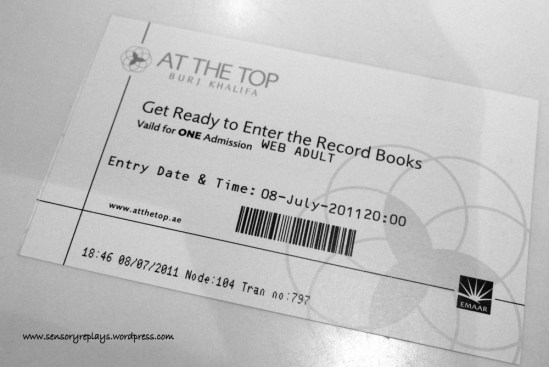 AT THE TOP
BURJ KHALIFA
Get Ready to Enter the Record Books
Vaild for ONE Admission WEB ADULT
Entry Date & Time: 08-July-201120:00
www.atthetop.ae
18:46 08/07/2011 Node:104 Tran no:797
EMAAR
www.sensoryreplays.wordpress.com